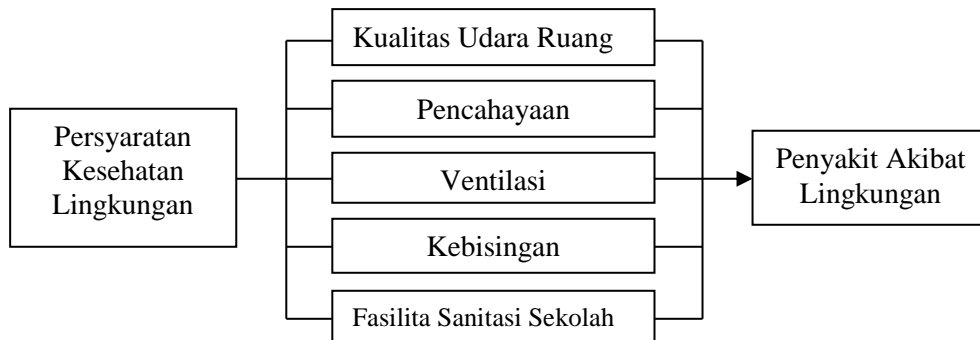 Persyaratan
Kesehatan
Lingkungan
Kualitas Udara Ruang
Pencahayaan
Ventilasi
Kebisingan
Fasilita Sanitasi Sekolah
Penyakit Akibat
Lingkungan